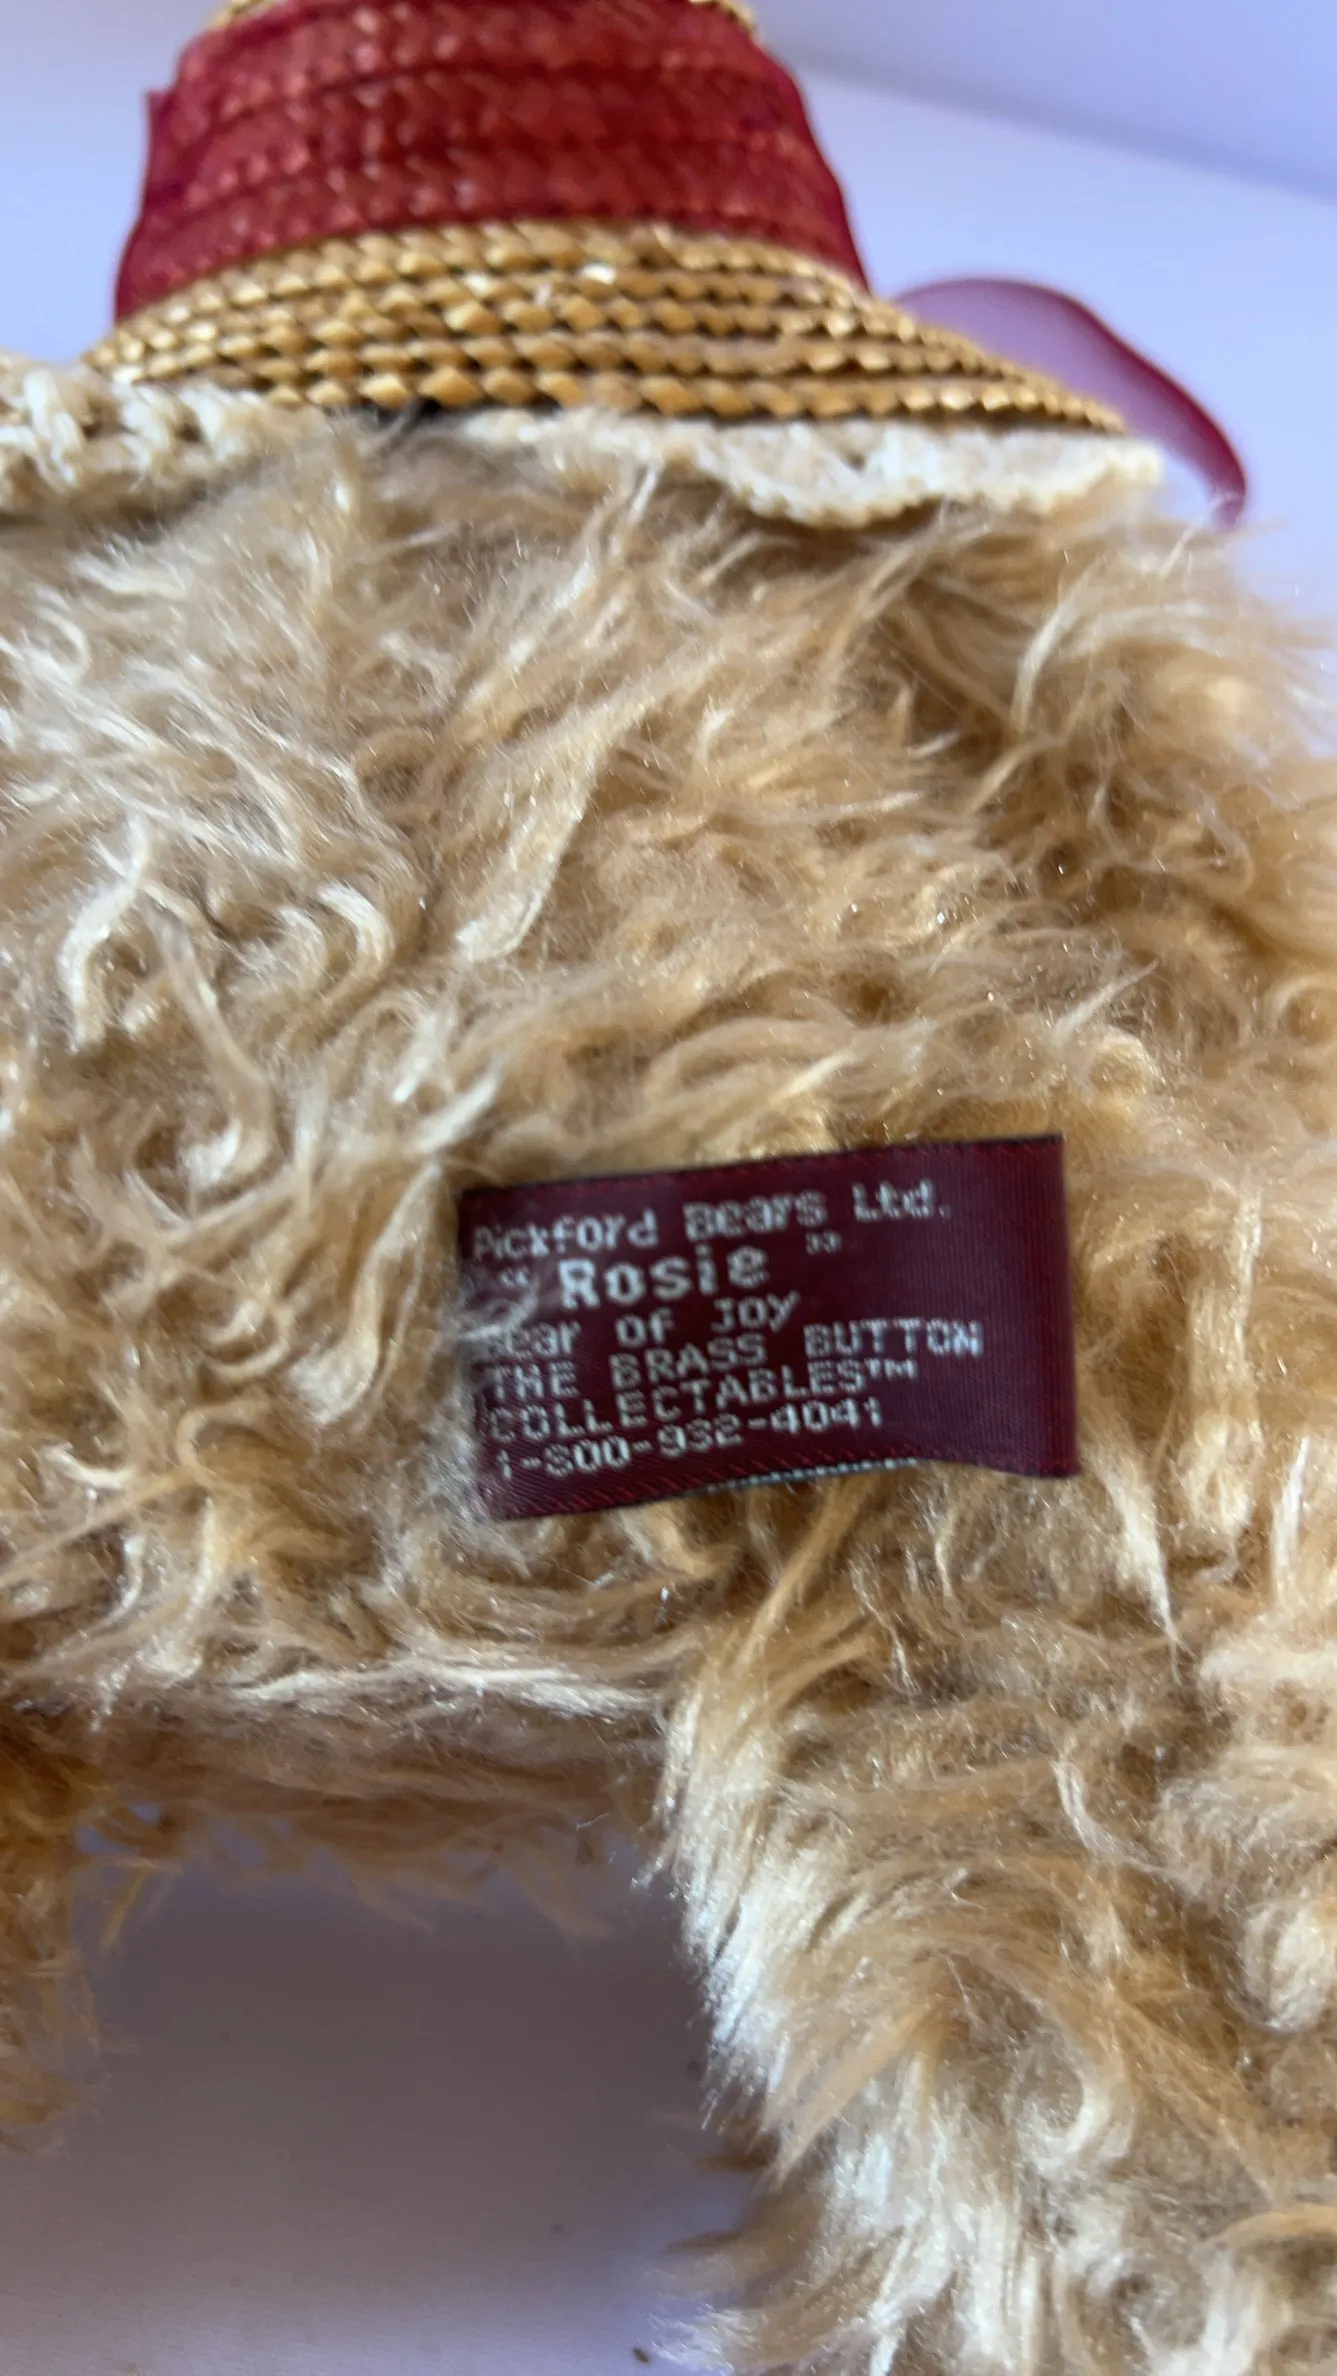 Pickford Bears Ltd.
"Rosie"
Bear of Joy
THE BRASS BUTTON
COLLECTABLES™
1-800-932-4041